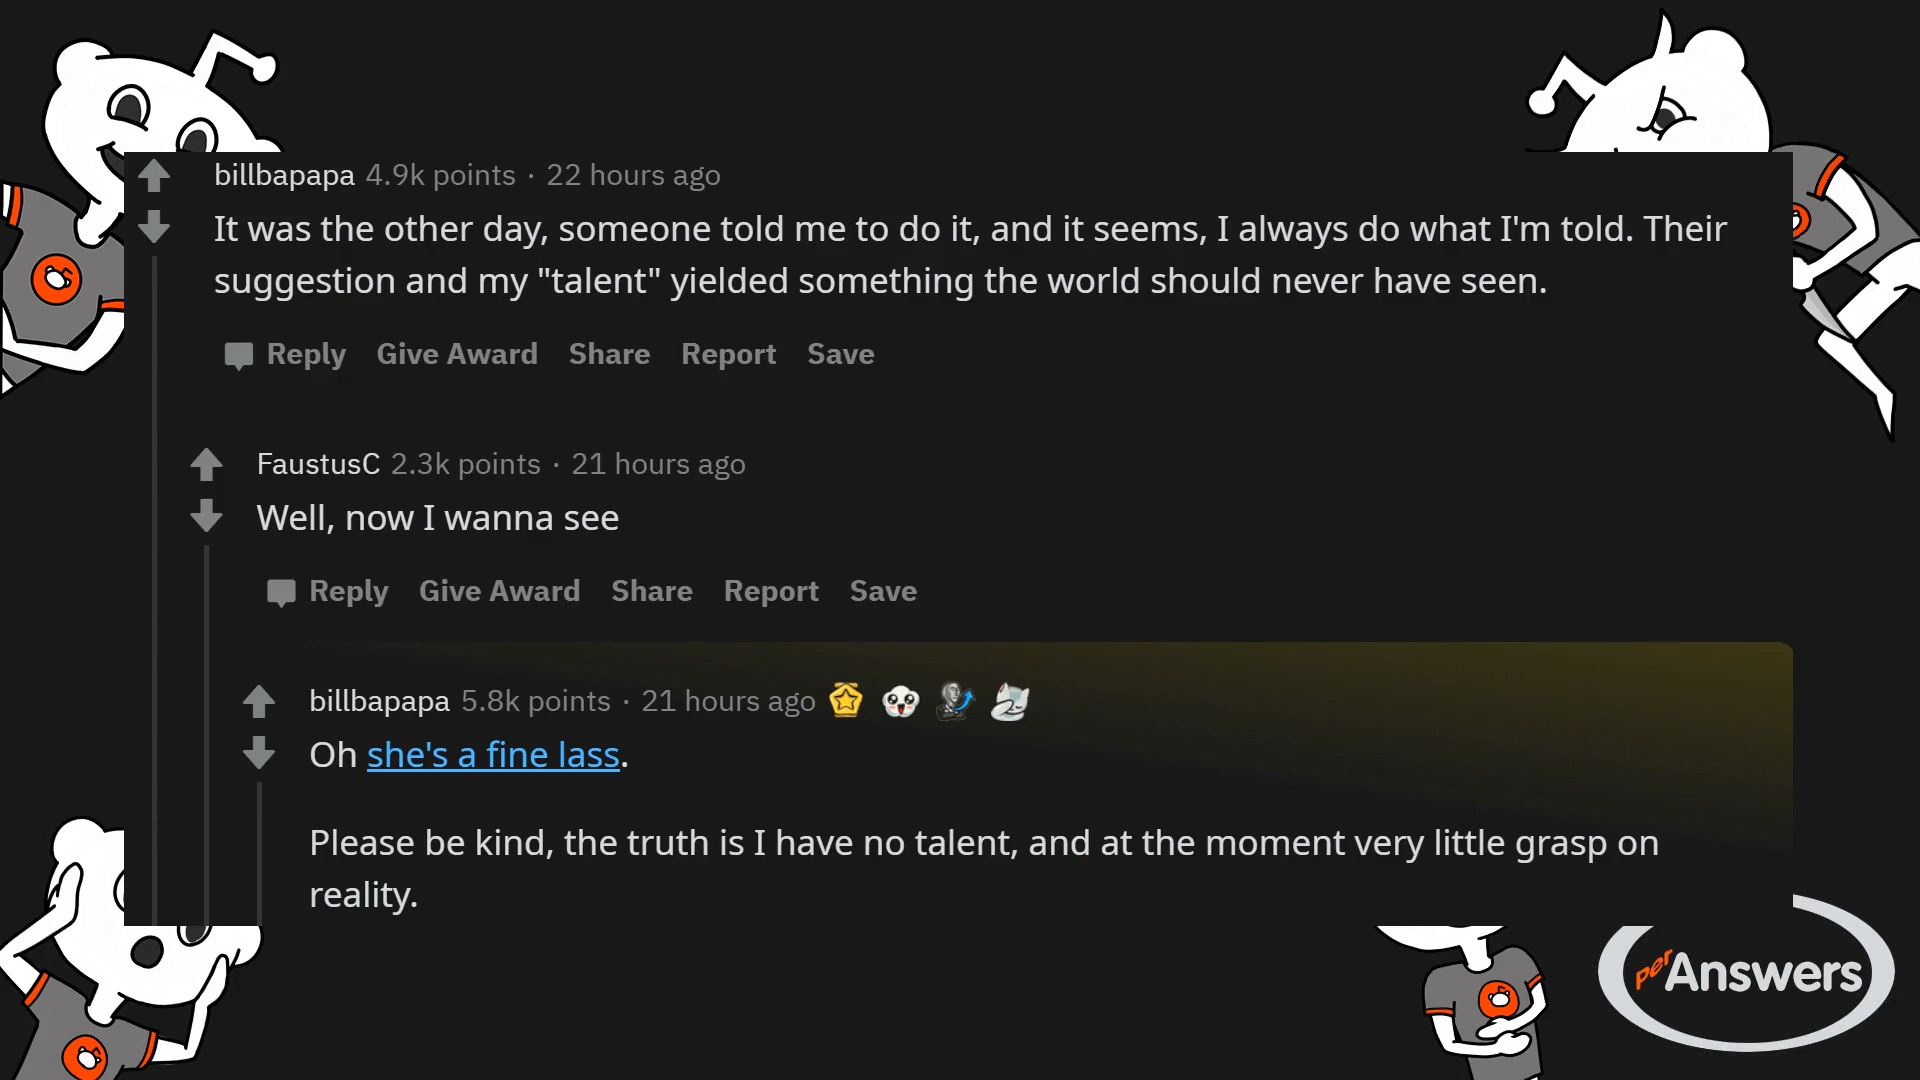 billbapapa 4.9k points · 22 hours ago
It was the other day, someone told me to do it, and it seems, I always do what I'm told. Their
suggestion and my "talent" yielded something the world should never have seen.
Reply Give Award Share Report Save
FaustusC 2.3k points · 21 hours ago
Well, now I wanna see
Reply Give Award Share Report Save
billbapapa 5.8k points · 21 hours ago
Oh she's a fine lass.
Please be kind, the truth is I have no talent, and at the moment very little grasp on
reality.
perAnswers